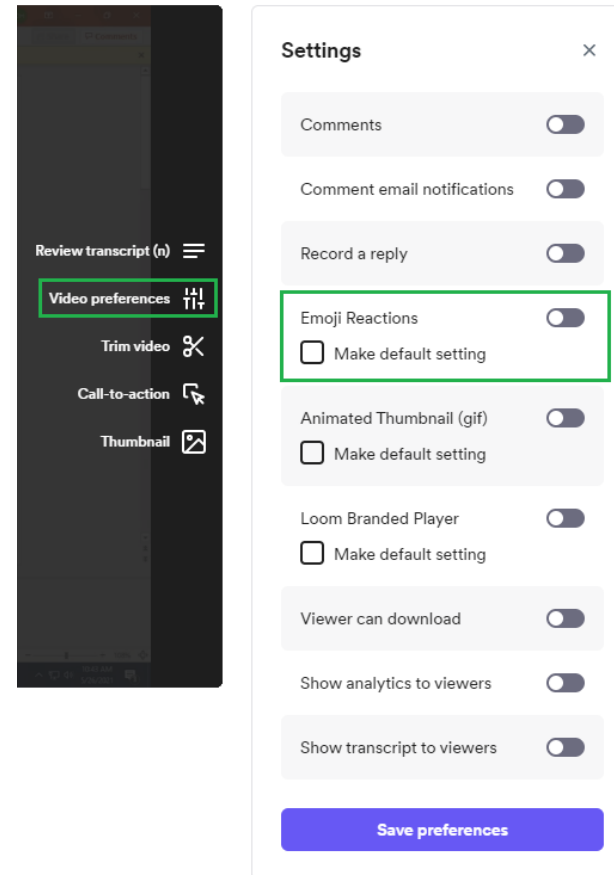 Review transcript (n)
Video preferences
Trim video
Call-to-action
Thumbnail
Settings
Comments
Comment email notifications
Record a reply
Emoji Reactions
Make default setting
Animated Thumbnail (gif)
Make default setting
Loom Branded Player
Make default setting
Viewer can download
Show analytics to viewers
Show transcript to viewers
Save preferences